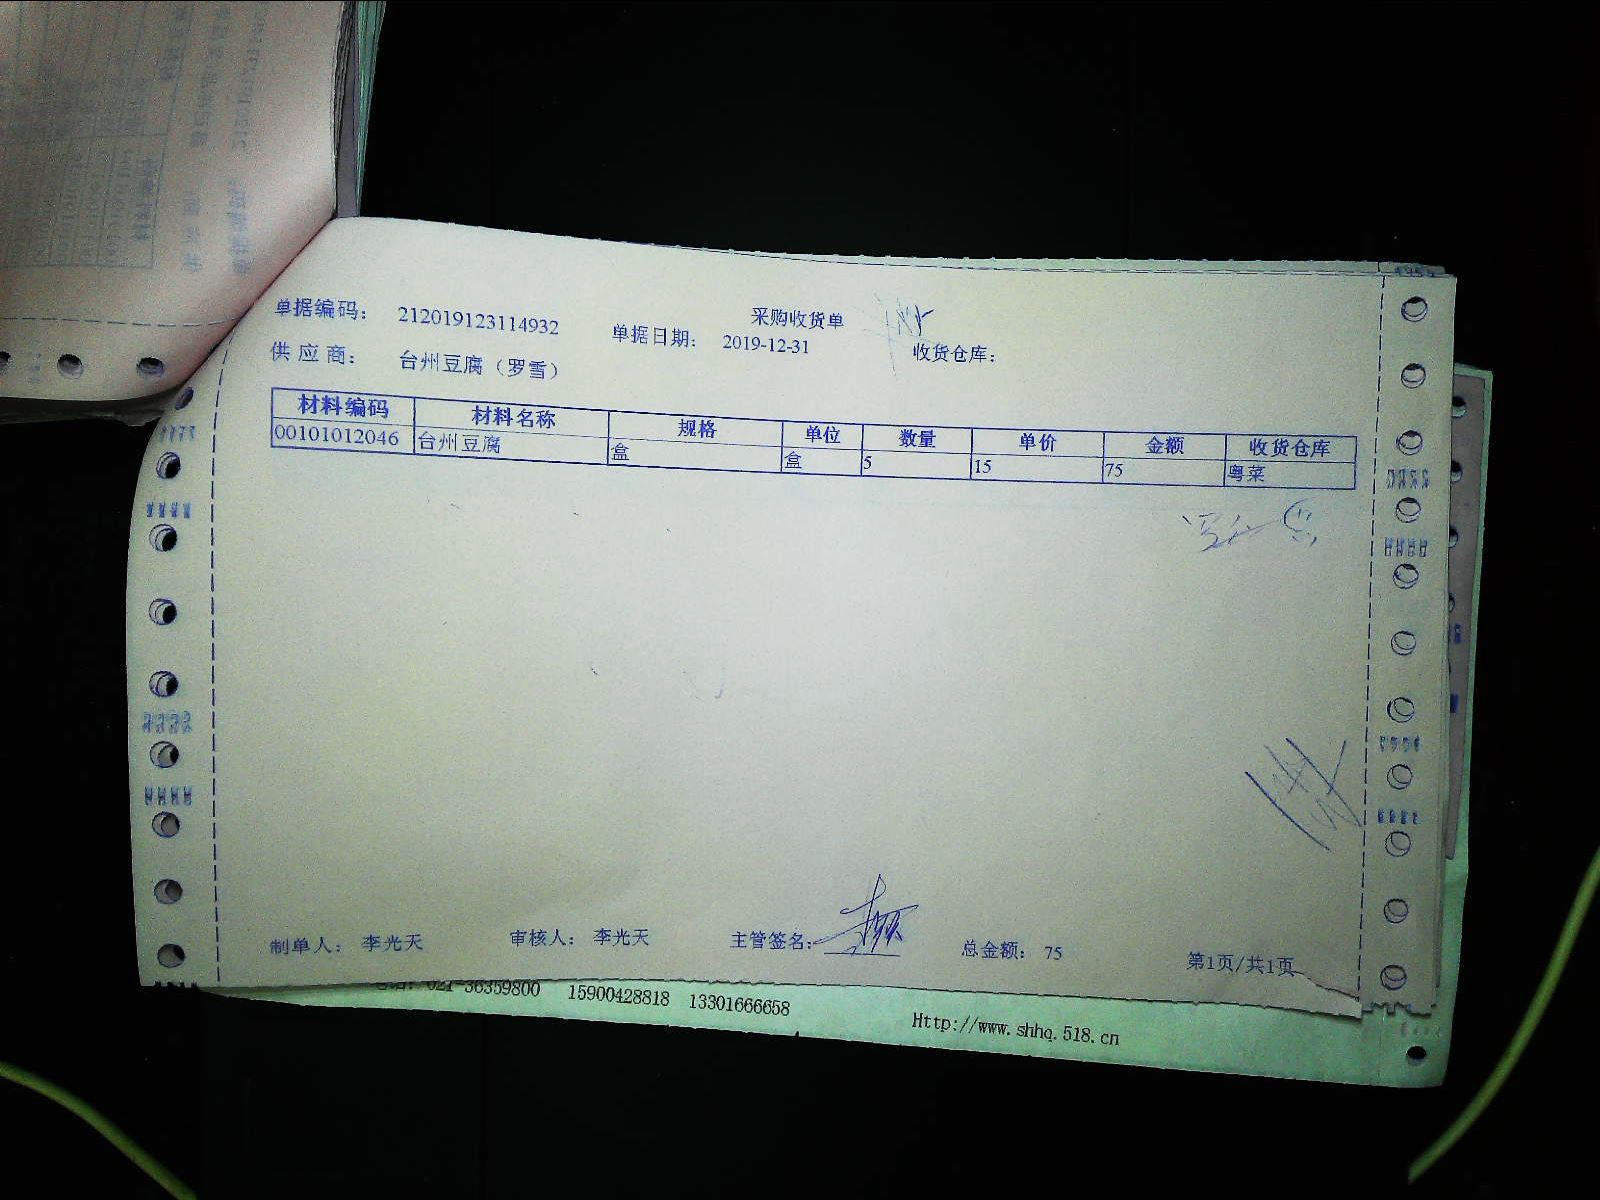 采购收货单
单据编码： 212019123114932 单据日期： 2019-12-31 收货仓库：
供应商： 台州豆腐（罗雪）
材料编码 材料名称 规格 单位 数量 单价 金额 收货仓库
00101012046 台州豆腐 盒 盒 5 15 75 粤菜
制单人： 李光天 审核人： 李光天 主管签名： 总金额： 75 第1页/共1页
电话：021-36359800 15900428818 13301666658
Http://www.shhq.518.cn